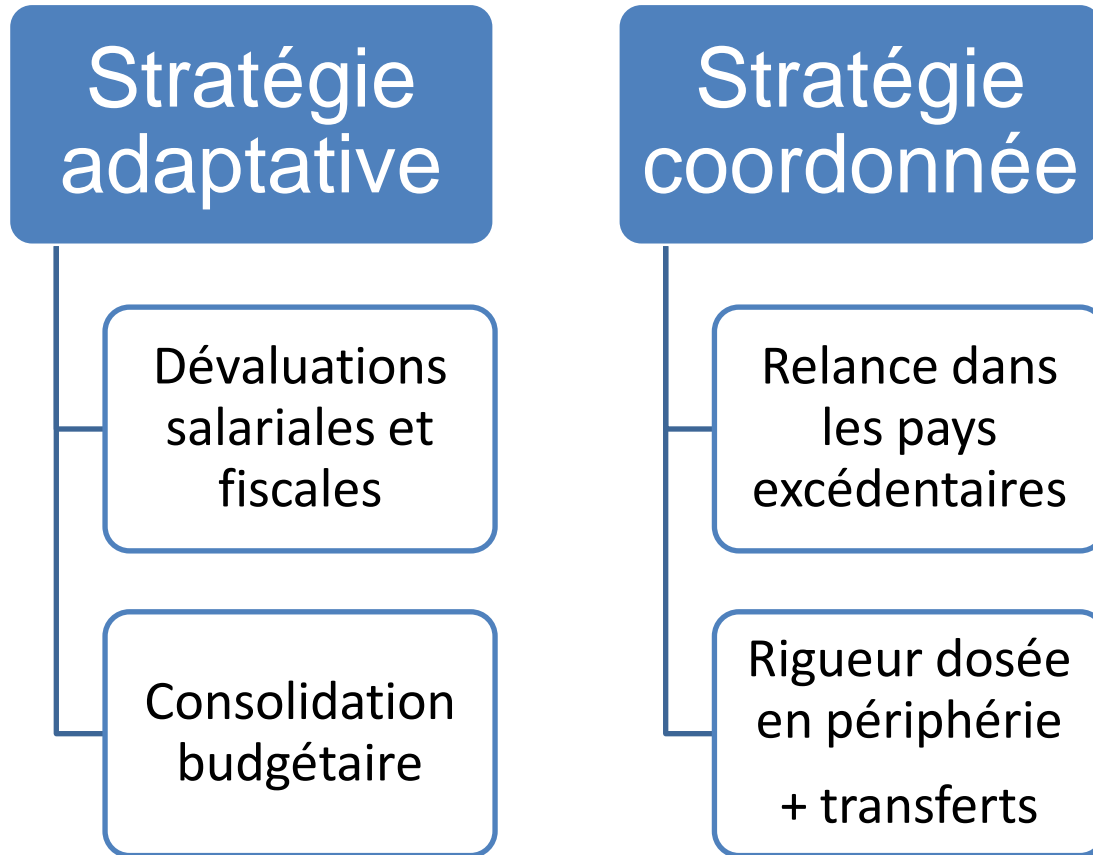 Stratégie
adaptative
Dévaluations
salariales et
fiscales
Consolidation
budgétaire
Stratégie
coordonnée
Relance dans
les pays
excédentaires
Rigueur dosée
en périphérie
+ transferts